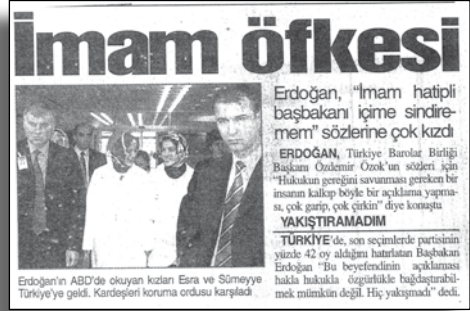 İmam öfkesi
Erdoğan, “İmam hatipli
başbakanı içime sindire-
mem” sözlerine çok kızdı
ERDOĞAN, Türkiye Barolar Birliği
Başkanı Özdemir Özok'un sözleri için
“Hukukun gereğini savunması gereken bir
insanın kalkıp böyle bir açıklama yapma-
sı, çok garip, çok çirkin” diye konuştu
YAKIŞTIRAMADIM
TÜRKİYE'de, son seçimlerde partisinin
yüzde 42 oy aldığını hatırlatan Başbakan
Erdoğan “Bu beyefendinin açıklaması
hakla hukukla özgürlükle bağdaştırabil-
mek mümkün değil. Hiç yakışmadı” dedi.
Erdoğan'ın ABD'de okuyan kızları Esra ve Sümeyye
Türkiye'ye geldi. Kardeşleri koruma ordusu karşıladı